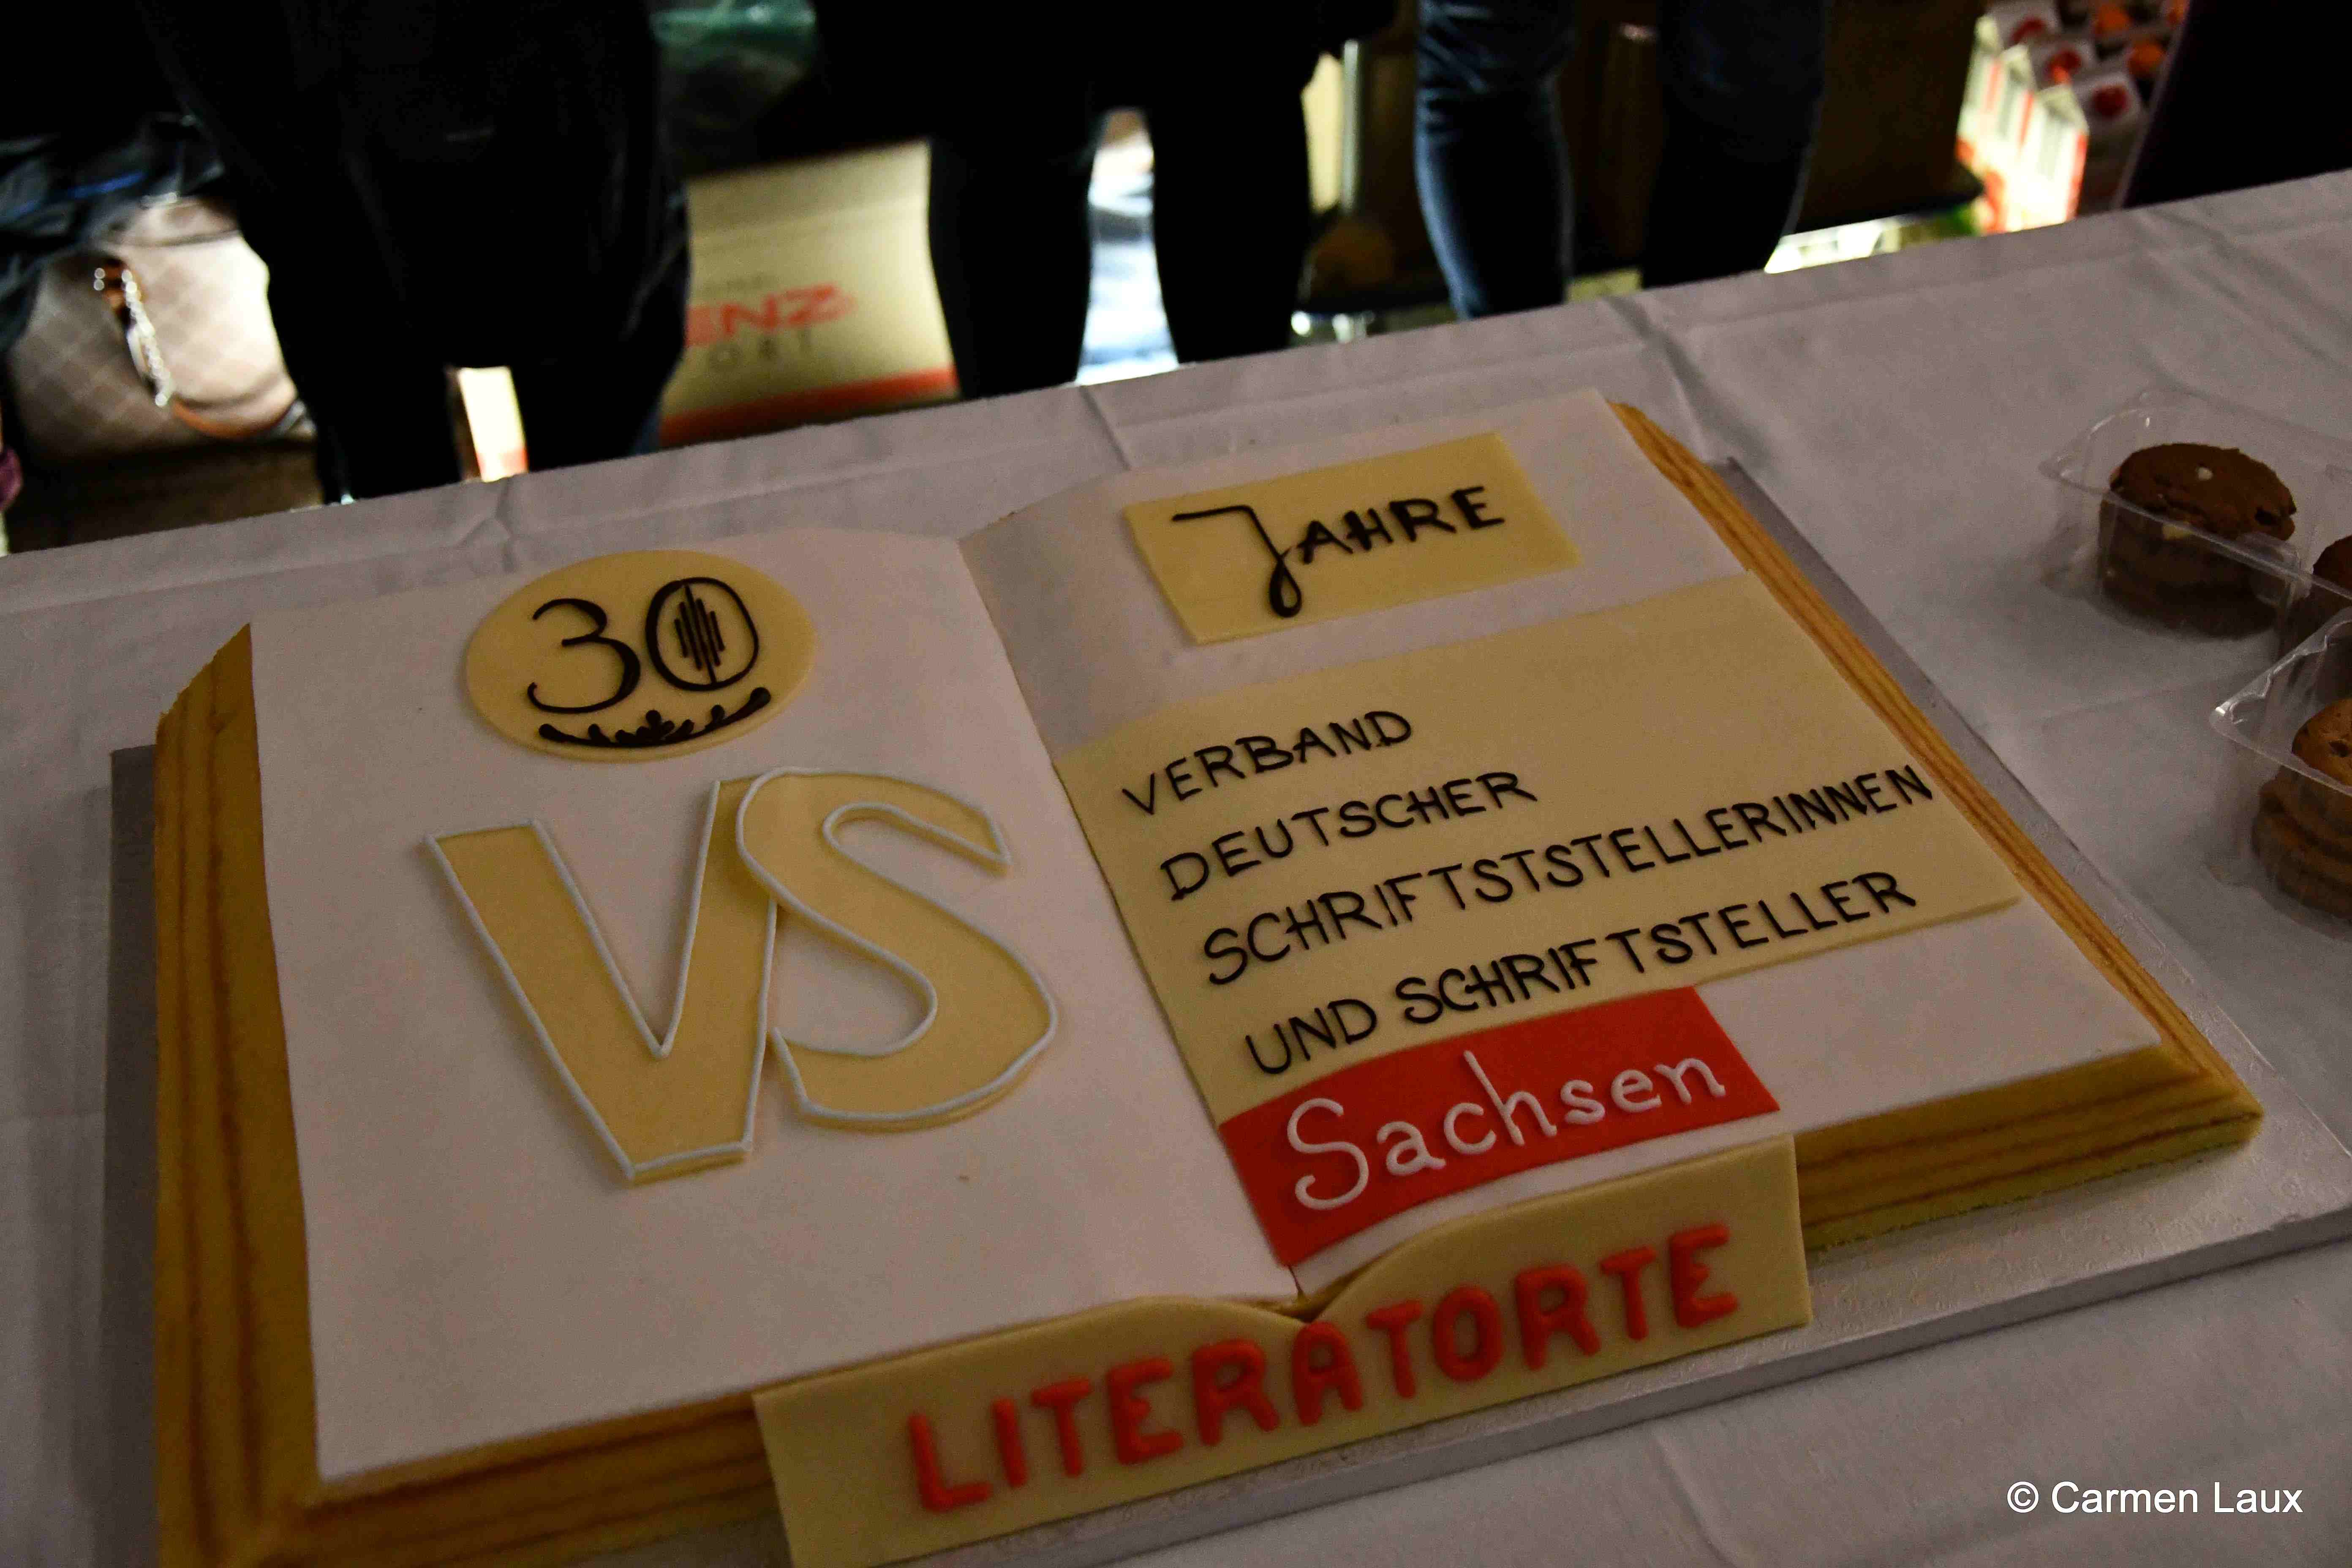 30
VS
JAHRE
VERBAND
DEUTSCHER
SCHRIFTSTSTELLERINNEN
UND SCHRIFTSTELLER
Sachsen
LITERATORTE
© Carmen Laux